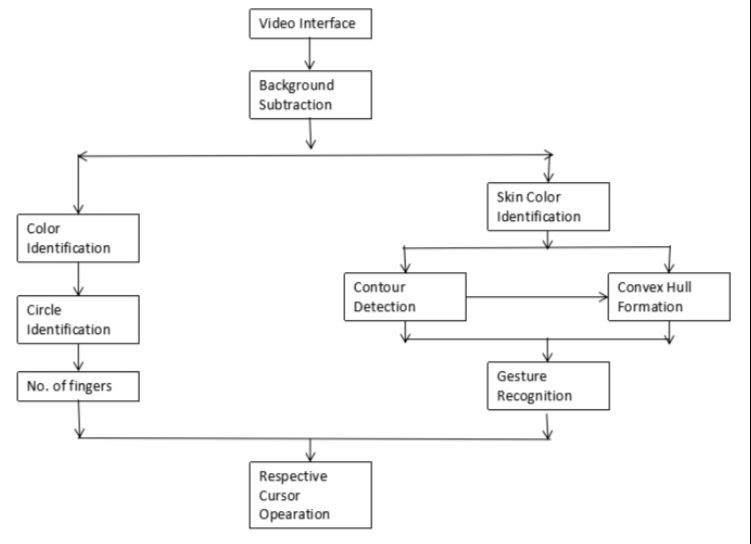 Video Interface
Background
Subtraction
Skin Color
Identification
Color
Identification
Contour
Detection
Convex Hull
Formation
Circle
Identification
No. of fingers
Gesture
Recognition
Respective
Cursor
Opearation